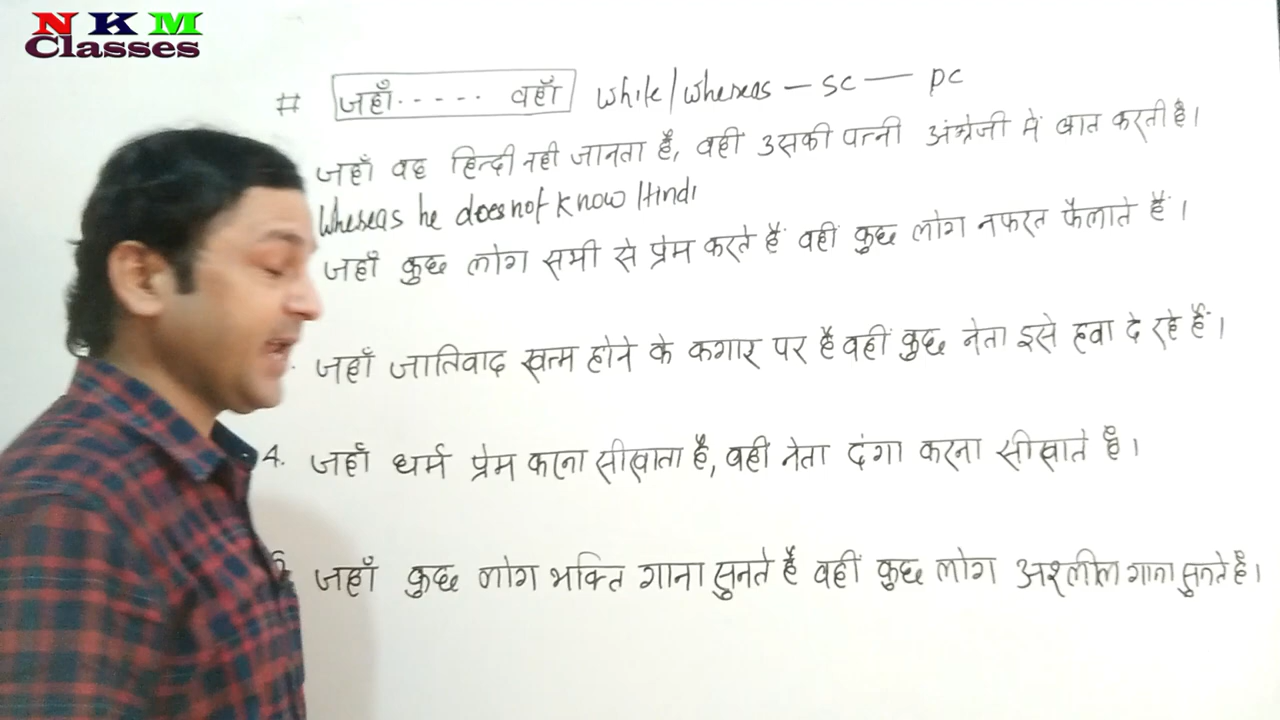 NKM
Classes
# जहाँ..... वहाँ while/whereas – sc — pc
जहाँ वह हिन्दी नही जानता है, वहीं उसकी पत्नी अंग्रेजी में बात करती है।
Whereas he does not know Hindi
जहाँ कुछ लोग सभी से प्रेम करते हैं वहीं कुछ लोग नफरत फैलाते हैं।
जहाँ जातिवाद खत्म होने के कगार पर है वहीं कुछ नेता इसे हवा दे रहे हैं।
4. जहाँ धर्म प्रेम करना सीखाता है, वहीं नेता दंगा करना सीखाते हैं।
जहाँ कुछ लोग भक्ति गाना सुनते हैं वहीं कुछ लोग अश्लील गाना सुनते हैं।